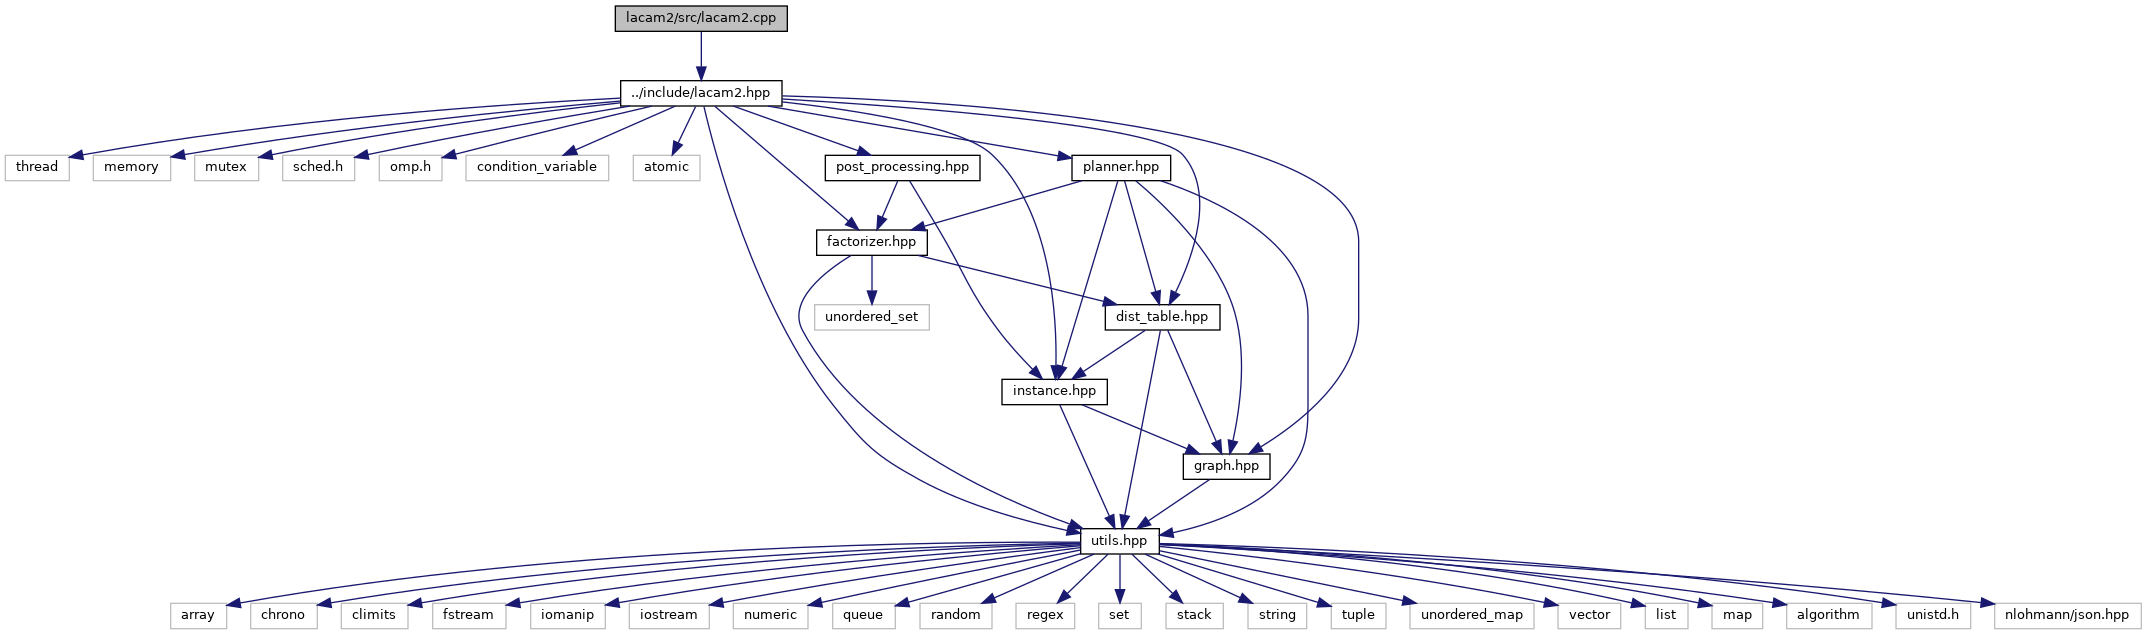 lacam2/src/lacam2.cpp
../include/lacam2.hpp
thread
memory
mutex
sched.h
omp.h
condition_variable
atomic
post_processing.hpp
planner.hpp
factorizer.hpp
unordered_set
dist_table.hpp
instance.hpp
graph.hpp
utils.hpp
array
chrono
climits
fstream
iomanip
iostream
numeric
queue
random
regex
set
stack
string
tuple
unordered_map
vector
list
map
algorithm
unistd.h
nlohmann/json.hpp